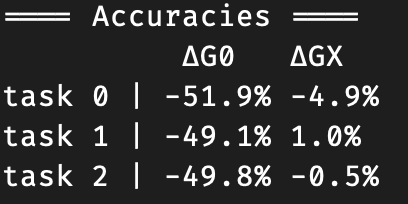 ════ Accuracies ════
ΔG0 ΔGX
task 0 | -51.9% -4.9%
task 1 | -49.1% 1.0%
task 2 | -49.8% -0.5%